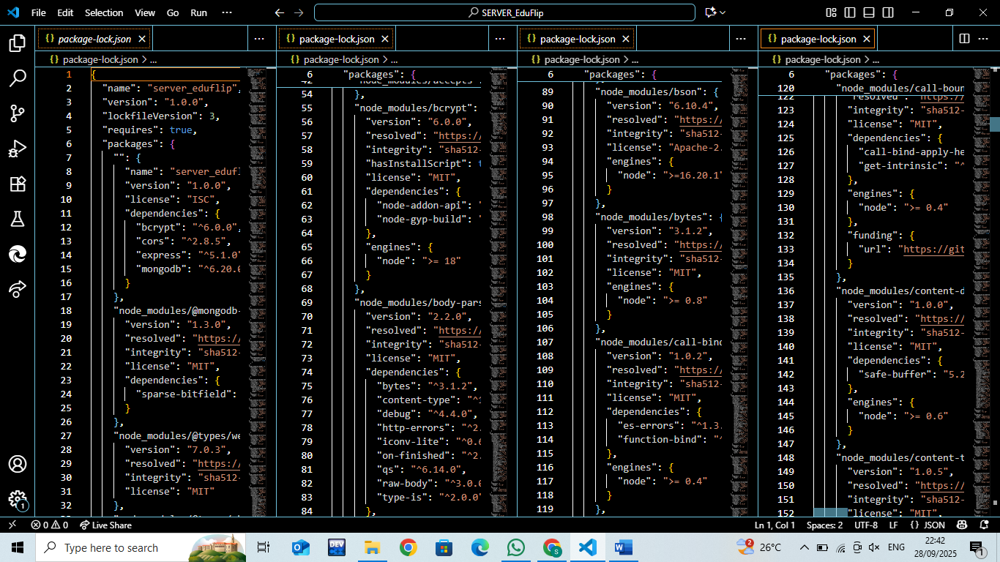 File Edit Selection View Go Run ···
SERVER_EduFlip
{} package-lock.json
{} package-lock.json > ...
1 {
2 "name": "server_eduflip",
3 "version": "1.0.0",
4 "lockfileVersion": 3,
5 "requires": true,
6 "packages": {
7 "": {
8 "name": "server_edufl
9 "version": "1.0.0",
10 "license": "ISC",
11 "dependencies": {
12 "bcrypt": "^6.0.0",
13 "cors": "^2.8.5",
14 "express": "^5.1.0"
15 "mongodb": "^6.20.0
16 }
17 },
18 "node_modules/@mongodb-
19 "version": "1.3.0",
20 "resolved": "https://
21 "integrity": "sha512-
22 "license": "MIT",
23 "dependencies": {
24 "sparse-bitfield":
25 }
26 },
27 "node_modules/@types/we
28 "version": "7.0.3",
29 "resolved": "https://
30 "integrity": "sha512-
31 "license": "MIT"
32 },
{} package-lock.json
{} package-lock.json > ...
6 "packages": {
54 },
55 "node_modules/bcrypt":
56 "version": "6.0.0",
57 "resolved": "https:/
58 "integrity": "sha512-
59 "hasInstallScript": t
60 "license": "MIT",
61 "dependencies": {
62 "node-addon-api": "
63 "node-gyp-build": "
64 },
65 "engines": {
66 "node": ">= 18"
67 }
68 },
69 "node_modules/body-pars
70 "version": "2.2.0",
71 "resolved": "https:/
72 "integrity": "sha512-
73 "license": "MIT",
74 "dependencies": {
75 "bytes": "^3.1.2",
76 "content-type": "^1
77 "debug": "^4.4.0",
78 "http-errors": "^2.
79 "iconv-lite": "^0.6
80 "on-finished": "^2.
81 "qs": "^6.14.0",
82 "raw-body": "^3.0.0
83 "type-is": "^2.0.0"
84 },
{} package-lock.json
{} package-lock.json > ...
6 "packages": {
89 "node_modules/bson": {
90 "version": "6.10.4",
91 "resolved": "https:/
92 "integrity": "sha512-
93 "license": "Apache-2.
94 "engines": {
95 "node": ">=16.20.1"
96 }
97 },
98 "node_modules/bytes": {
99 "version": "3.1.2",
100 "resolved": "https:/
101 "integrity": "sha512-
102 "license": "MIT",
103 "engines": {
104 "node": ">= 0.8"
105 }
106 },
107 "node_modules/call-bind
108 "version": "1.0.2",
109 "resolved": "https:/
110 "integrity": "sha512-
111 "license": "MIT",
112 "dependencies": {
113 "es-errors": "^1.3.
114 "function-bind": "^
115 },
116 "engines": {
117 "node": ">= 0.4"
118 }
119 },
{} package-lock.json
{} package-lock.json > ...
6 "packages": {
120 "node_modules/call-boun
122 "resolved": "https:/
123 "integrity": "sha512-
124 "license": "MIT",
125 "dependencies": {
126 "call-bind-apply-he
127 "get-intrinsic": "^
128 },
129 "engines": {
130 "node": ">= 0.4"
131 },
132 "funding": {
133 "url": "https://git
134 }
135 },
136 "node_modules/content-d
137 "version": "1.0.0",
138 "resolved": "https:/
139 "integrity": "sha512-
140 "license": "MIT",
141 "dependencies": {
142 "safe-buffer": "5.2
143 },
144 "engines": {
145 "node": ">= 0.6"
146 }
147 },
148 "node_modules/content-t
149 "version": "1.0.5",
150 "resolved": "https:/
151 "integrity": "sha512-
152 "license": "MIT",
1
0 0 Live Share
Ln 1, Col 1 Spaces: 2 UTF-8 LF {} JSON
Type here to search
DEV
2 26°C ENG 22:42
28/09/2025
1